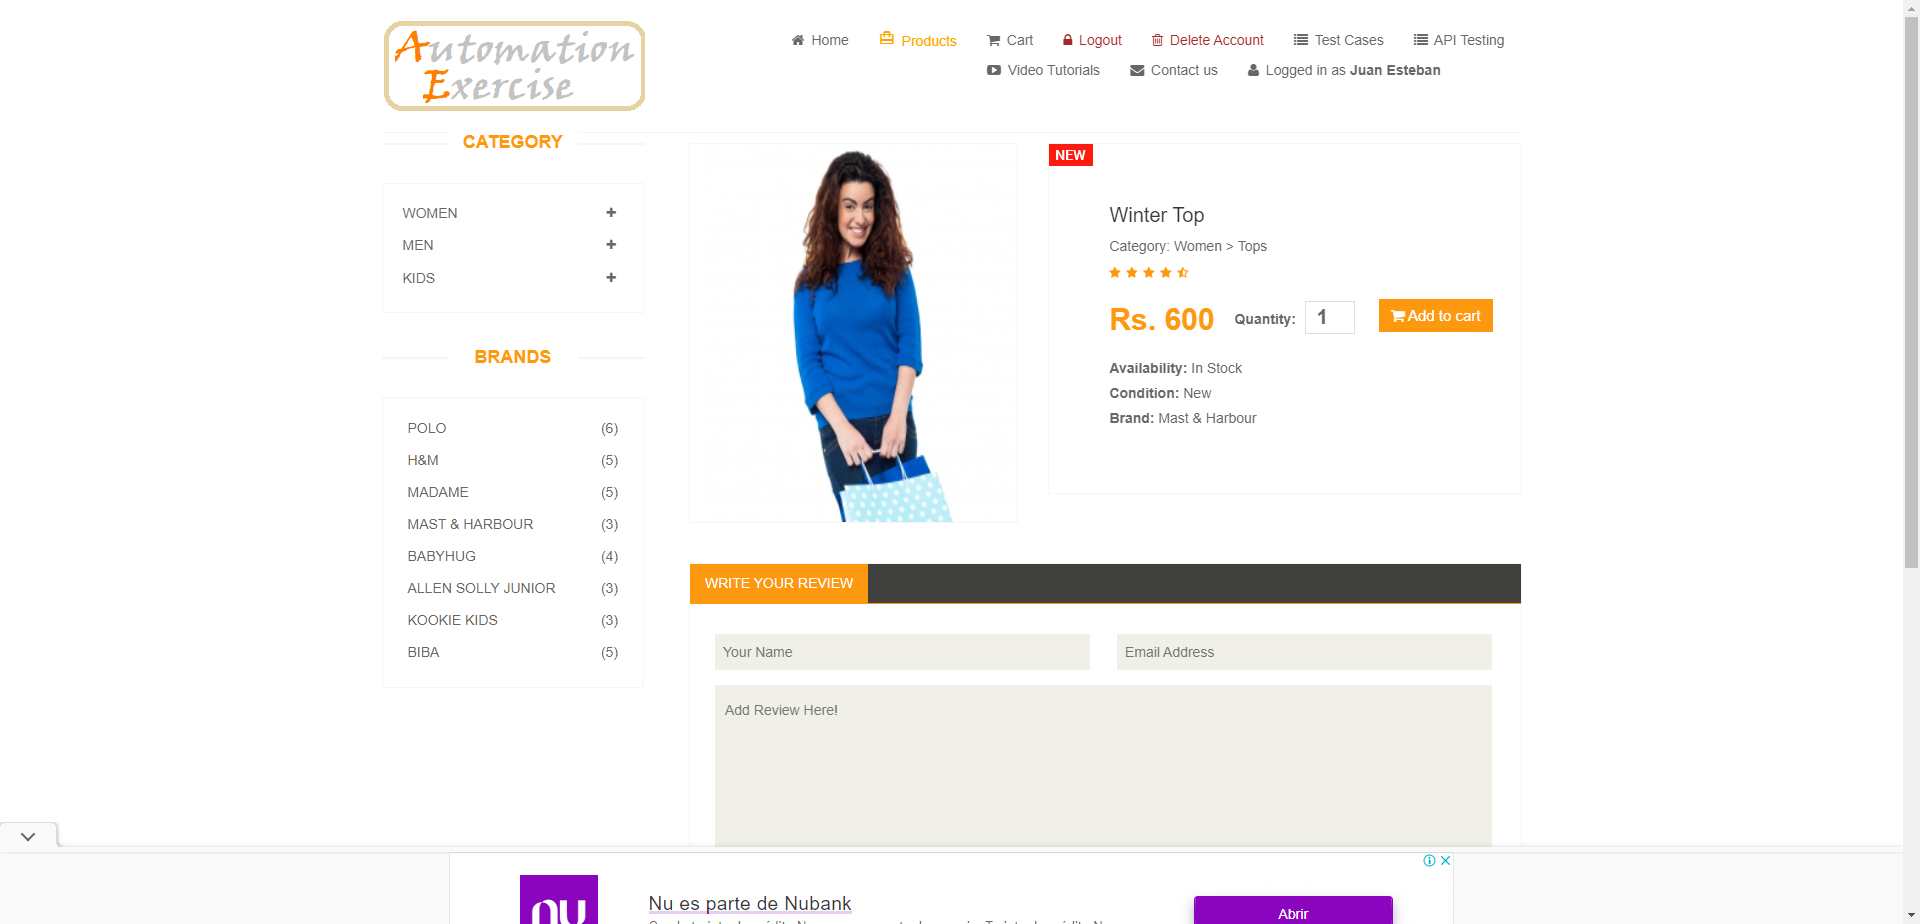 Automation
Exercise
Home
Products
Cart
Logout
Delete Account
Test Cases
API Testing
Video Tutorials
Contact us
Logged in as Juan Esteban
CATEGORY
WOMEN
MEN
KIDS
BRANDS
POLO (6)
H&M (5)
MADAME (5)
MAST & HARBOUR (3)
BABYHUG (4)
ALLEN SOLLY JUNIOR (3)
KOOKIE KIDS (3)
BIBA (5)
NEW
Winter Top
Category: Women > Tops
Rs. 600
Quantity: 1
Add to cart
Availability: In Stock
Condition: New
Brand: Mast & Harbour
WRITE YOUR REVIEW
Your Name
Email Address
Add Review Here!
nu
Nu es parte de Nubank
Abrir